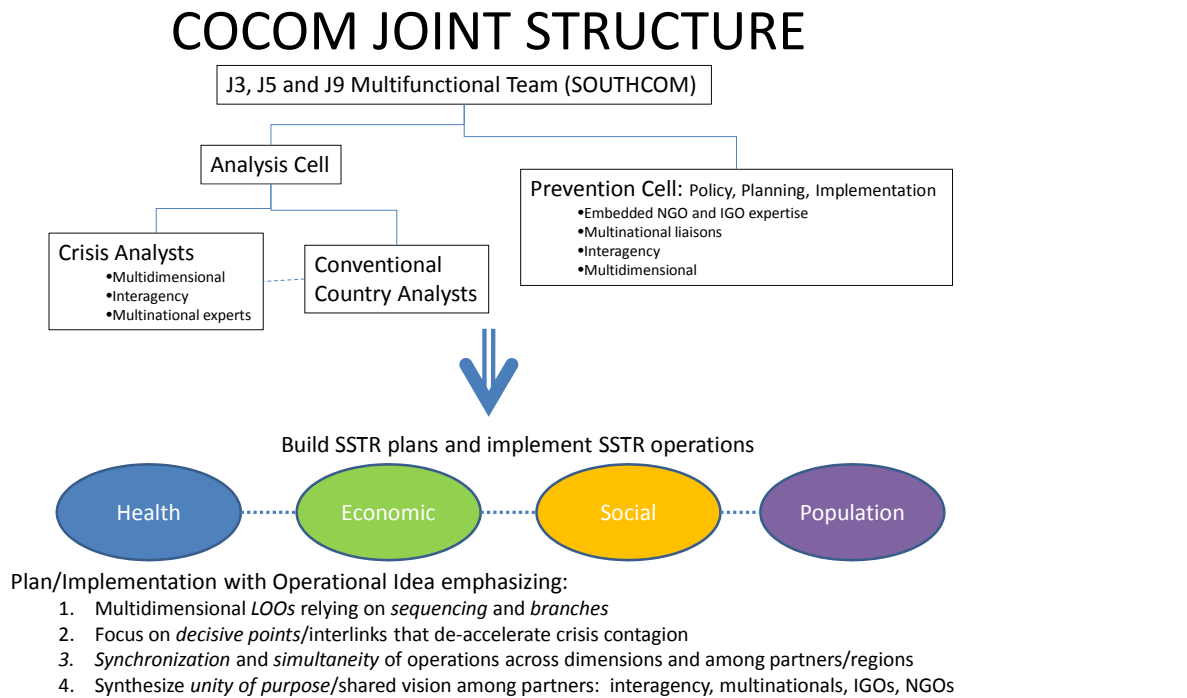 COCOM JOINT STRUCTURE
J3, J5 and J9 Multifunctional Team (SOUTHCOM)
Analysis Cell
Prevention Cell: Policy, Planning, Implementation
•Embedded NGO and IGO expertise
•Multinational liaisons
•Interagency
•Multidimensional
Crisis Analysts
•Multidimensional
•Interagency
•Multinational experts
Conventional
Country Analysts
Build SSTR plans and implement SSTR operations
Health
Economic
Social
Population
Plan/Implementation with Operational Idea emphasizing:
1. Multidimensional LOOs relying on sequencing and branches
2. Focus on decisive points/interlinks that de-accelerate crisis contagion
3. Synchronization and simultaneity of operations across dimensions and among partners/regions
4. Synthesize unity of purpose/shared vision among partners: interagency, multinationals, IGOs, NGOs